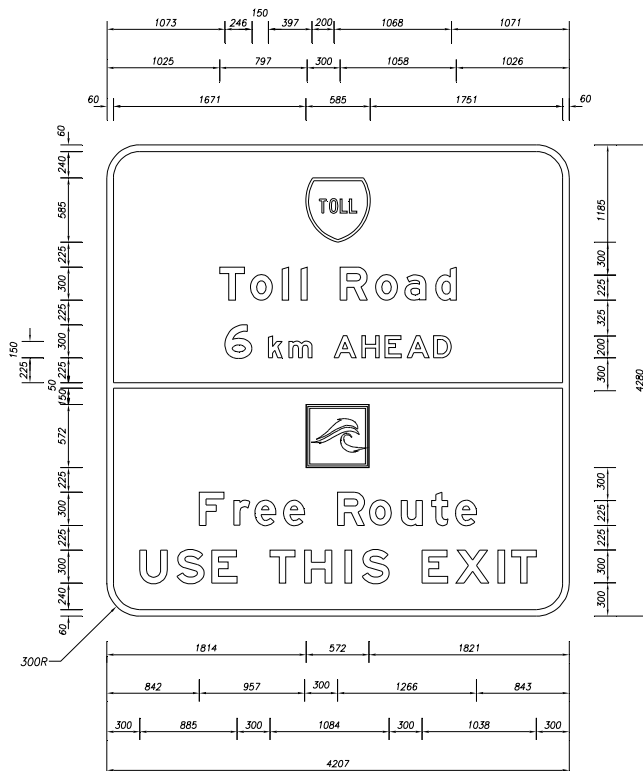 150
1073 246 397 200 1068 1071
1025 797 300 1058 1026
60 1671 585 1751 60
60
240
585
225
300
225
300
225
150
225
50
150
572
225
300
225
300
240
60
TOLL
Toll Road
6 km AHEAD
Free Route
USE THIS EXIT
1185
300
225
325
200
300
300
225
300
300
4280
300R
1814 572 1821
842 957 300 1266 843
300 885 300 1084 300 1038 300
4207